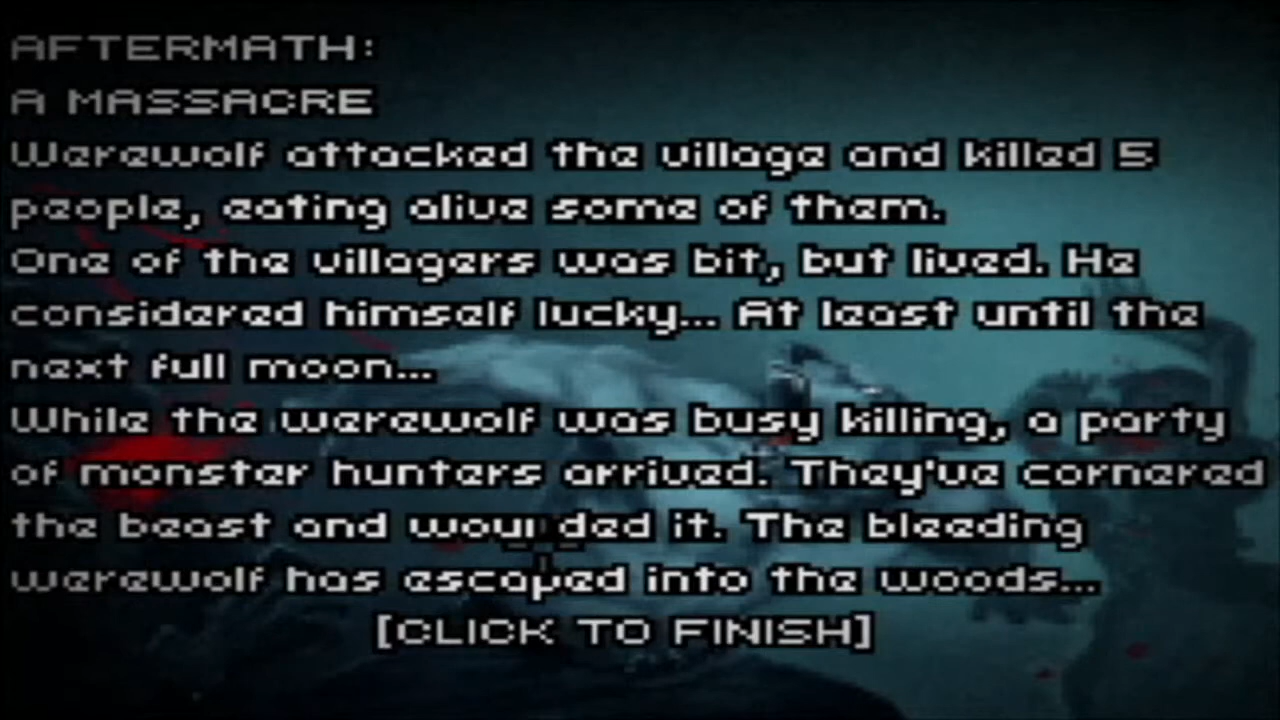 AFTERMATH:
A MASSACRE
Werewolf attacked the village and killed 5
people, eating alive some of them.
One of the villagers was bit, but lived. He
considered himself lucky... At least until the
next full moon...
While the werewolf was busy killing, a party
of monster hunters arrived. They've cornered
the beast and wounded it. The bleeding
werewolf has escaped into the woods...
[CLICK TO FINISH]